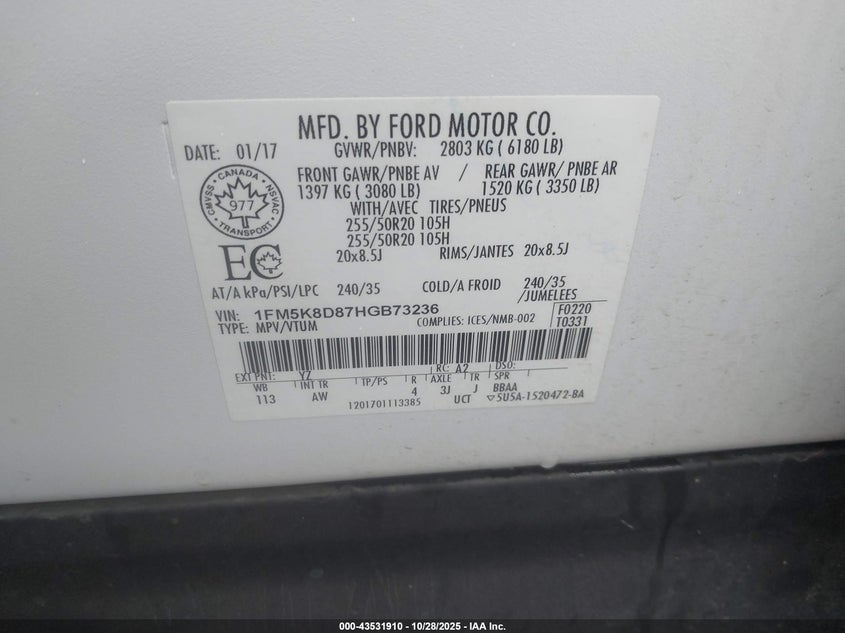 MFD. BY FORD MOTOR CO.
DATE: 01/17 GVWR/PNBV: 2803 KG ( 6180 LB)
FRONT GAWR/PNBE AV / REAR GAWR/ PNBE AR
1397 KG ( 3080 LB) 1520 KG ( 3350 LB)
WITH/AVEC TIRES/PNEUS
255/50R20 105H
255/50R20 105H
20x8.5J RIMS/JANTES 20x8.5J
CANADA
CMVSS NSVAC
977
TRANSPORT
EC
AT/A kPa/PSI/LPC 240/35 COLD/A FROID 240/35
/JUMELEES
VIN: 1FM5K8D87HGB73236 F0220
TYPE: MPV/VTUM COMPLIES: ICES/NMB-002 T0331
EXT PNT: YZ RC: A2 DSO:
WB INT TR TP/PS R AXLE TR SPR
113 AW 4 3J J BBAA
1201701113385 UCT ▽5U5A-1520472-BA
000-43531910 - 10/28/2025 - IAA Inc.